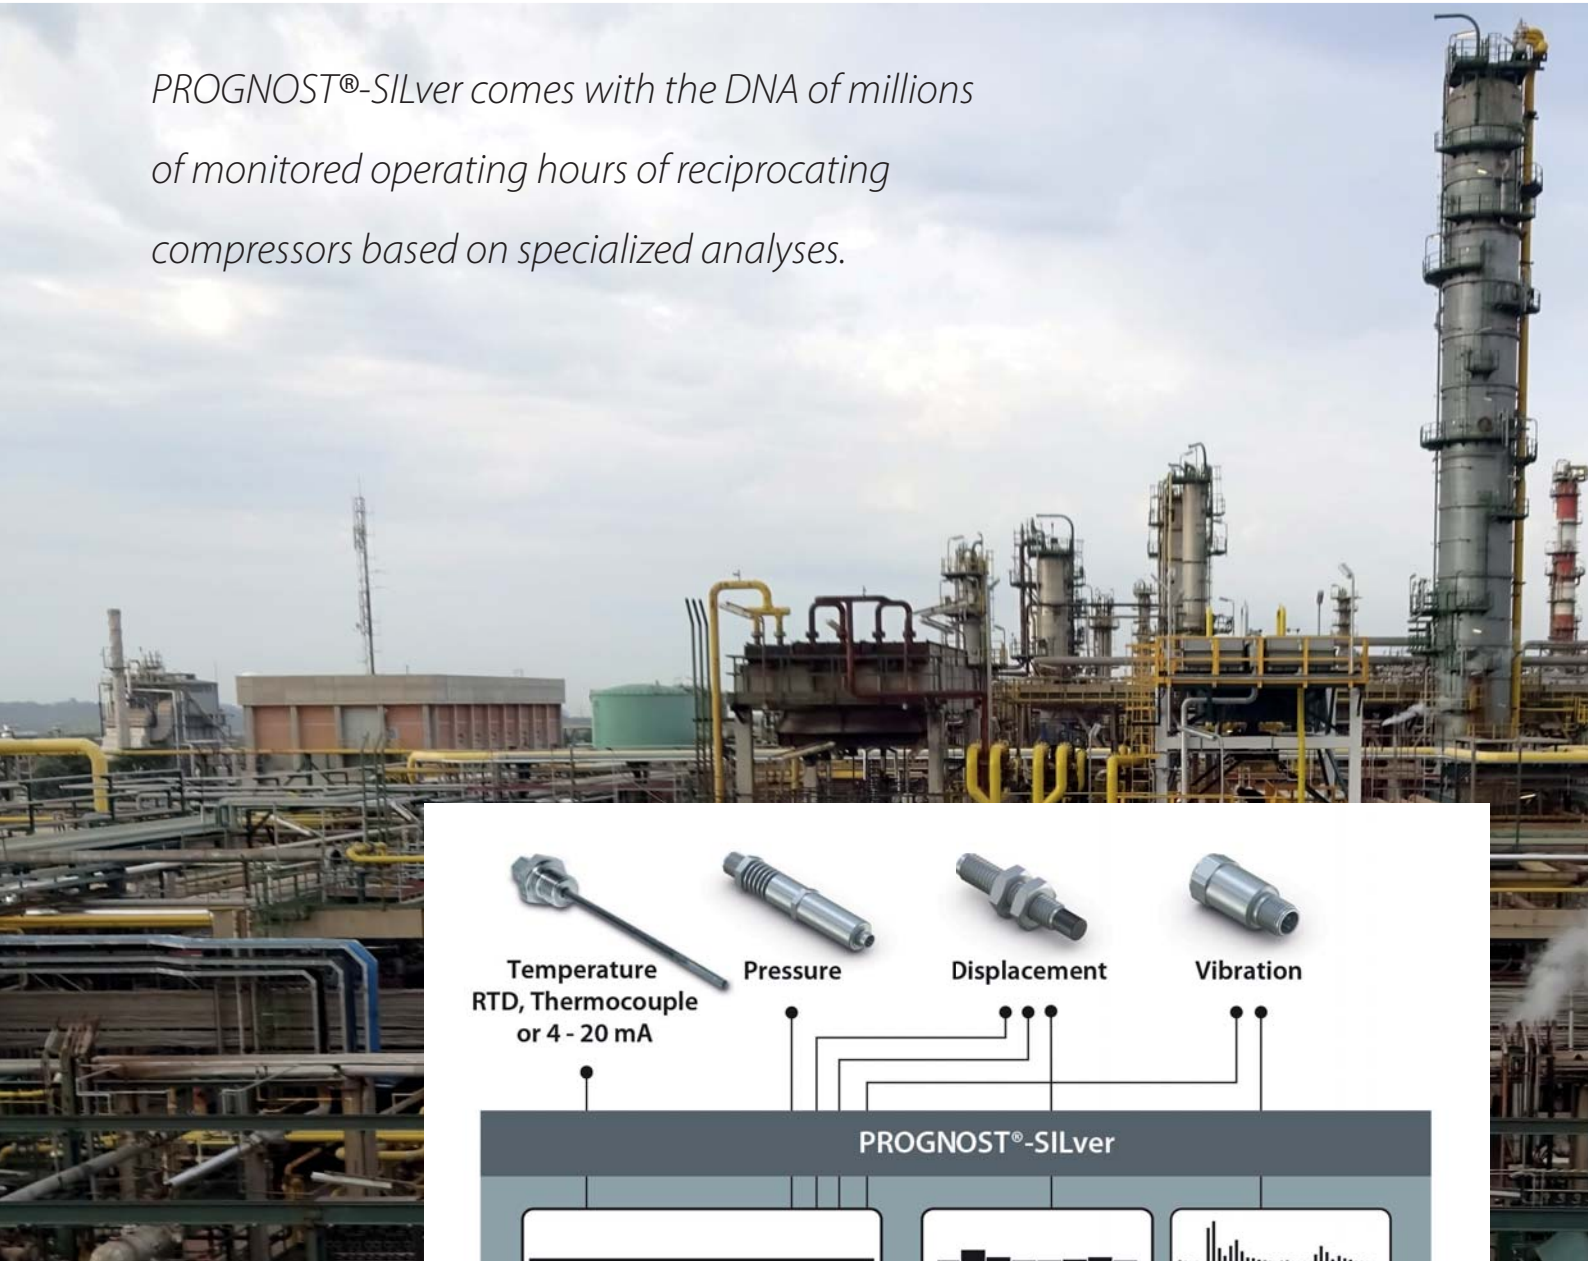 PROGNOST®-SILver comes with the DNA of millions
of monitored operating hours of reciprocating
compressors based on specialized analyses.
Temperature
RTD, Thermocouple
or 4 - 20 mA
Pressure
Displacement
Vibration
PROGNOST®-SILver